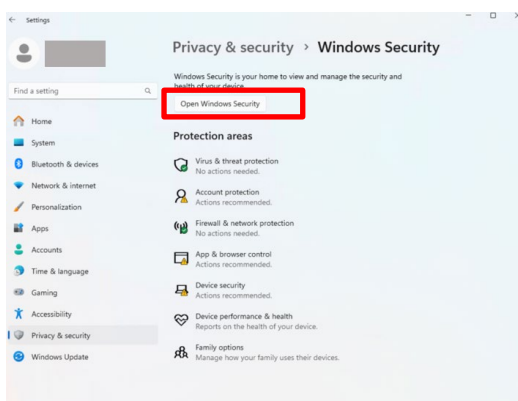 Settings
Privacy & security > Windows Security
Windows Security is your home to view and manage the security and
health of your device.
Find a setting
Open Windows Security
Home
System
Bluetooth & devices
Network & internet
Personalization
Apps
Accounts
Time & language
Gaming
Accessibility
Privacy & security
Windows Update
Protection areas
Virus & threat protection
No actions needed.
Account protection
Actions recommended.
Firewall & network protection
No actions needed.
App & browser control
Actions recommended.
Device security
Actions recommended.
Device performance & health
Reports on the health of your device.
Family options
Manage how your family uses their devices.